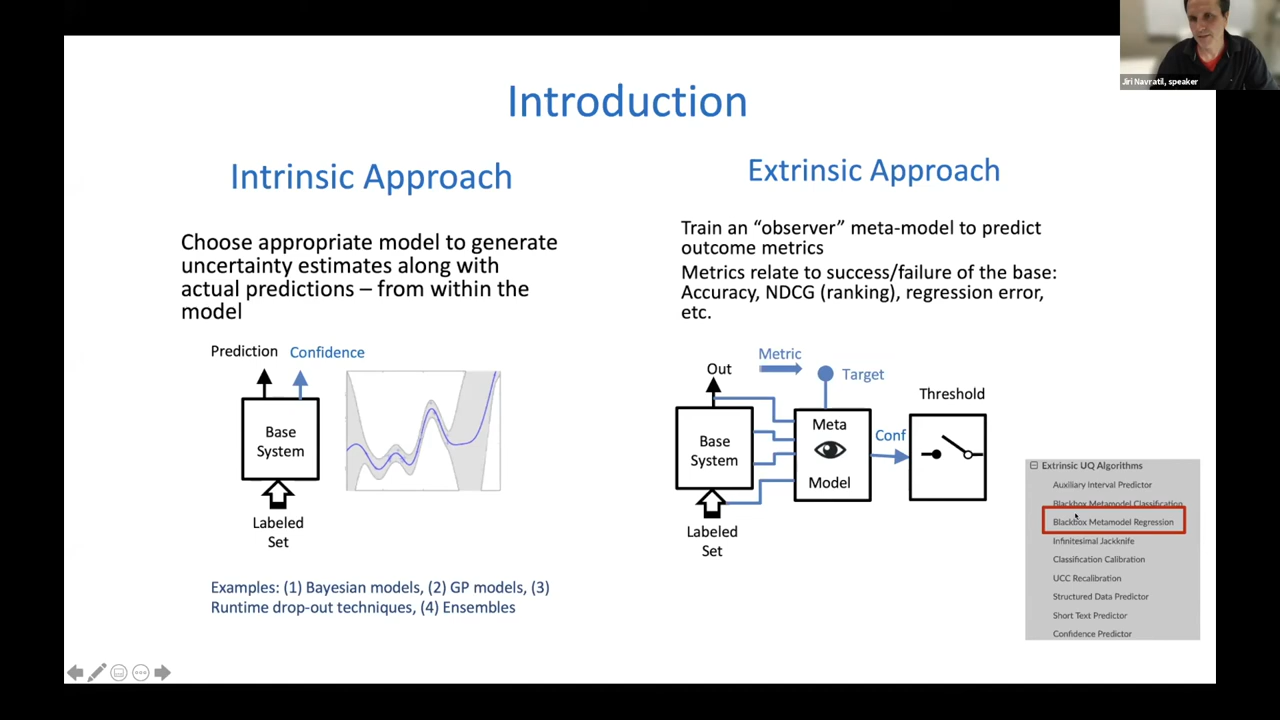 Jiri Navratil, speaker
Introduction
Intrinsic Approach
Choose appropriate model to generate
uncertainty estimates along with
actual predictions – from within the
model
Prediction
Confidence
Base
System
Labeled
Set
Examples: (1) Bayesian models, (2) GP models, (3)
Runtime drop-out techniques, (4) Ensembles
Extrinsic Approach
Train an “observer” meta-model to predict
outcome metrics
Metrics relate to success/failure of the base:
Accuracy, NDCG (ranking), regression error,
etc.
Out
Metric
Target
Threshold
Base
System
Meta
Model
Conf
Labeled
Set
Extrinsic UQ Algorithms
Auxiliary Interval Predictor
Blackbox Metamodel Classification
Blackbox Metamodel Regression
Infinitesimal Jackknife
Classification Calibration
UCC Recalibration
Structured Data Predictor
Short Text Predictor
Confidence Predictor